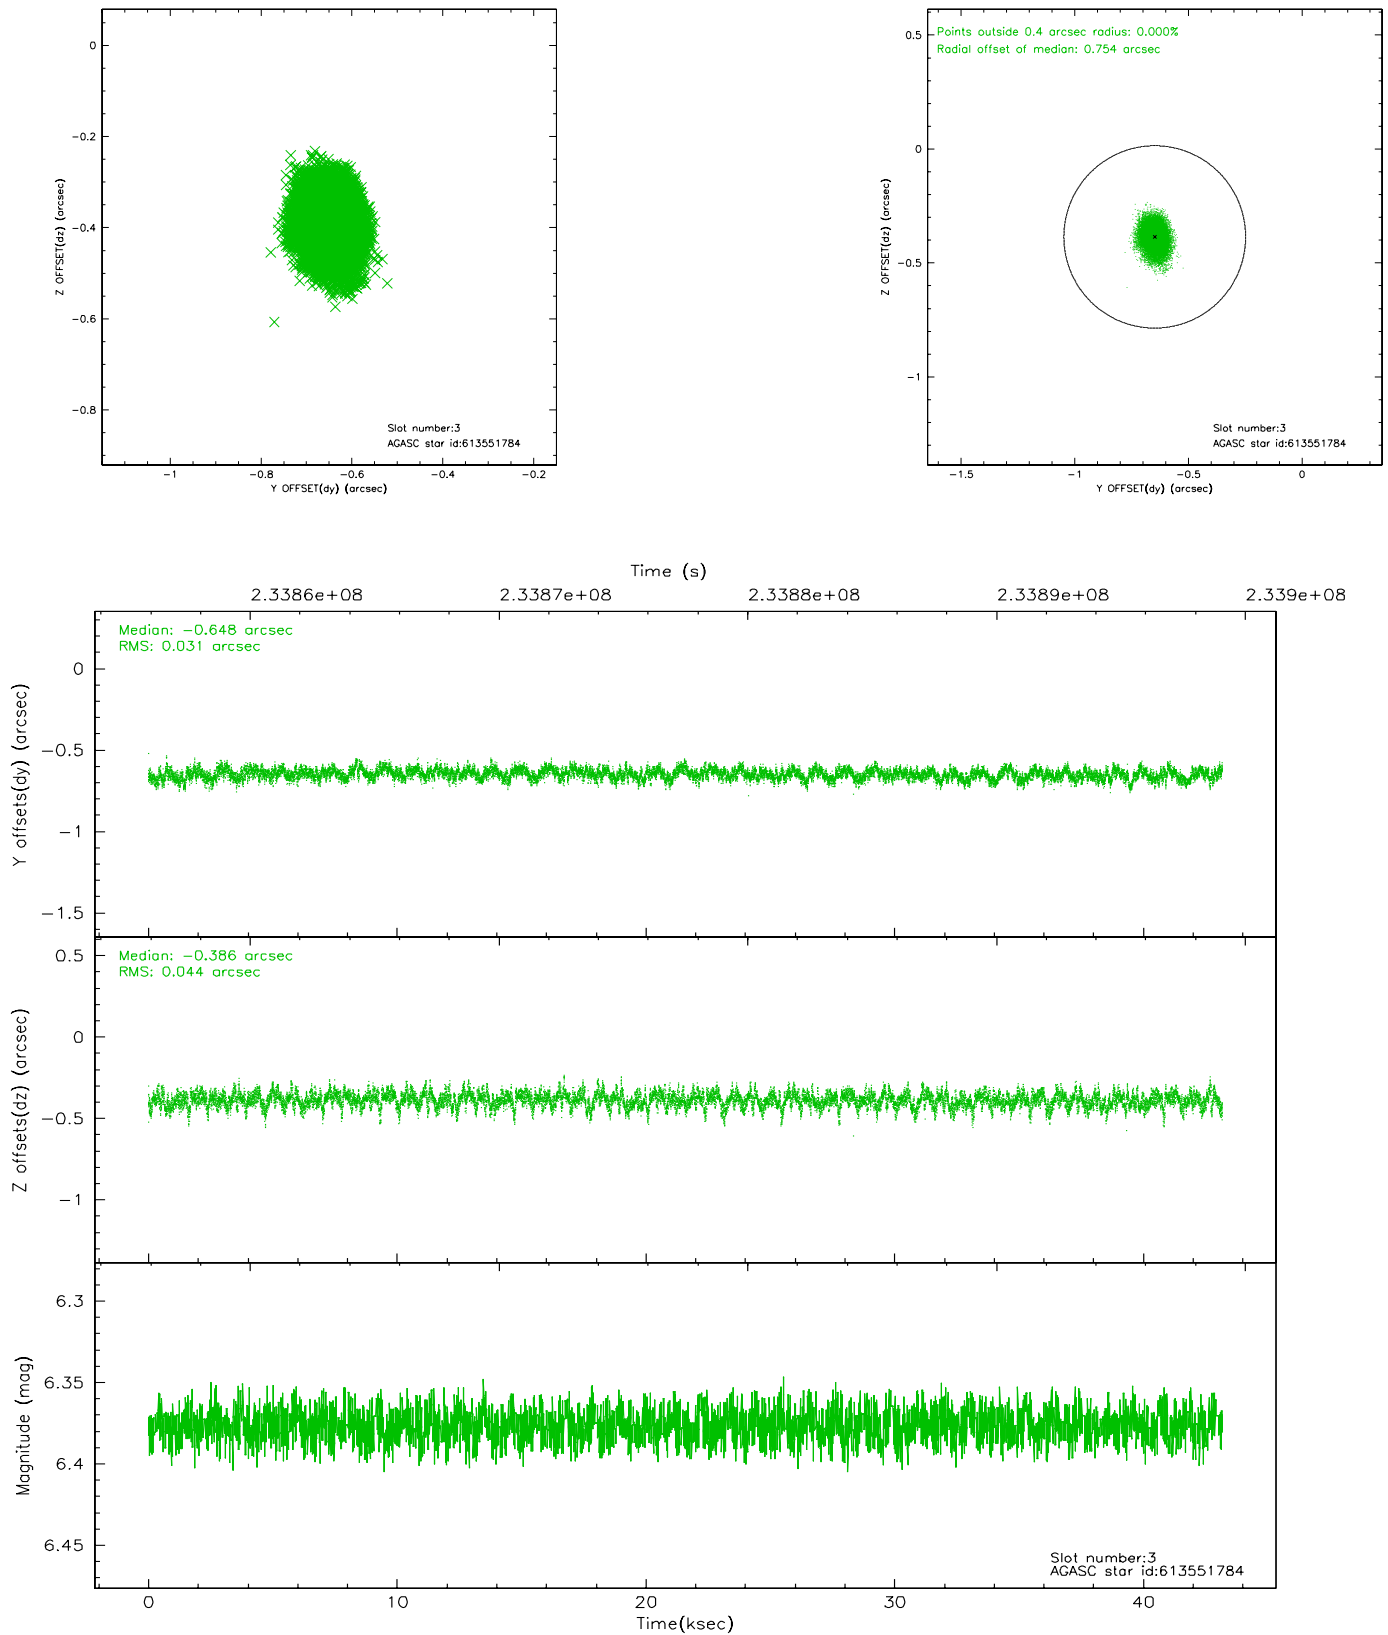 0
−0.2
−0.4
−0.6
−0.8
Z OFFSET(dz) (arcsec)
Slot number:3
AGASC star id:613551784
−1
−0.8
−0.6
−0.4
−0.2
Y OFFSET(dy) (arcsec)
Points outside 0.4 arcsec radius: 0.000%
Radial offset of median: 0.754 arcsec
0.5
0
−0.5
−1
Z OFFSET(dz) (arcsec)
Slot number:3
AGASC star id:613551784
−1.5
−1
−0.5
0
Y OFFSET(dy) (arcsec)
Time (s)
2.3386e+08
2.3387e+08
2.3388e+08
2.3389e+08
2.339e+08
Median: −0.648 arcsec
RMS: 0.031 arcsec
0
−0.5
−1
−1.5
Y offsets(dy) (arcsec)
Median: −0.386 arcsec
RMS: 0.044 arcsec
0.5
0
−0.5
−1
Z offsets(dz) (arcsec)
6.3
6.35
6.4
6.45
Magnitude (mag)
Slot number:3
AGASC star id:613551784
0
10
20
30
40
Time(ksec)